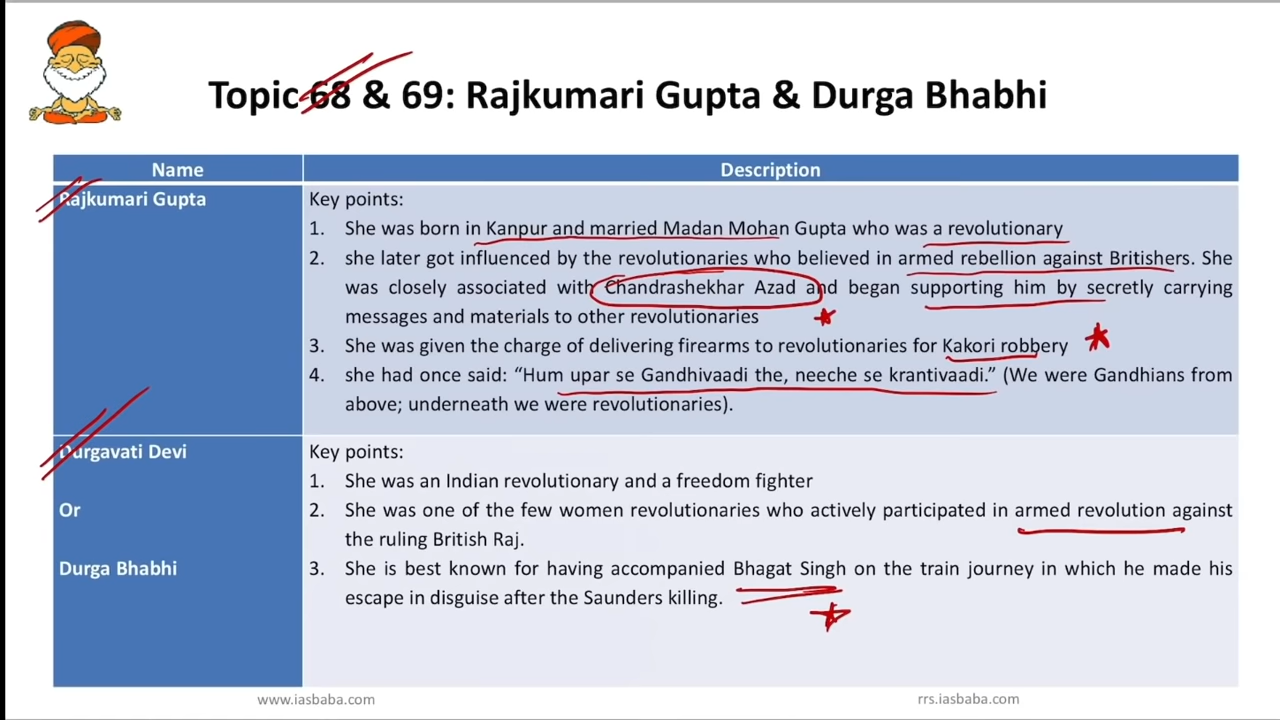 Topic 68 & 69: Rajkumari Gupta & Durga Bhabhi
Name
Description
Rajkumari Gupta
Key points:
1. She was born in Kanpur and married Madan Mohan Gupta who was a revolutionary
2. she later got influenced by the revolutionaries who believed in armed rebellion against Britishers. She
was closely associated with Chandrashekhar Azad and began supporting him by secretly carrying
messages and materials to other revolutionaries
3. She was given the charge of delivering firearms to revolutionaries for Kakori robbery
4. she had once said: “Hum upar se Gandhivaadi the, neeche se krantivaadi.” (We were Gandhians from
above; underneath we were revolutionaries).
Durgavati Devi
Or
Durga Bhabhi
Key points:
1. She was an Indian revolutionary and a freedom fighter
2. She was one of the few women revolutionaries who actively participated in armed revolution against
the ruling British Raj.
3. She is best known for having accompanied Bhagat Singh on the train journey in which he made his
escape in disguise after the Saunders killing.
www.iasbaba.com
rrs.iasbaba.com